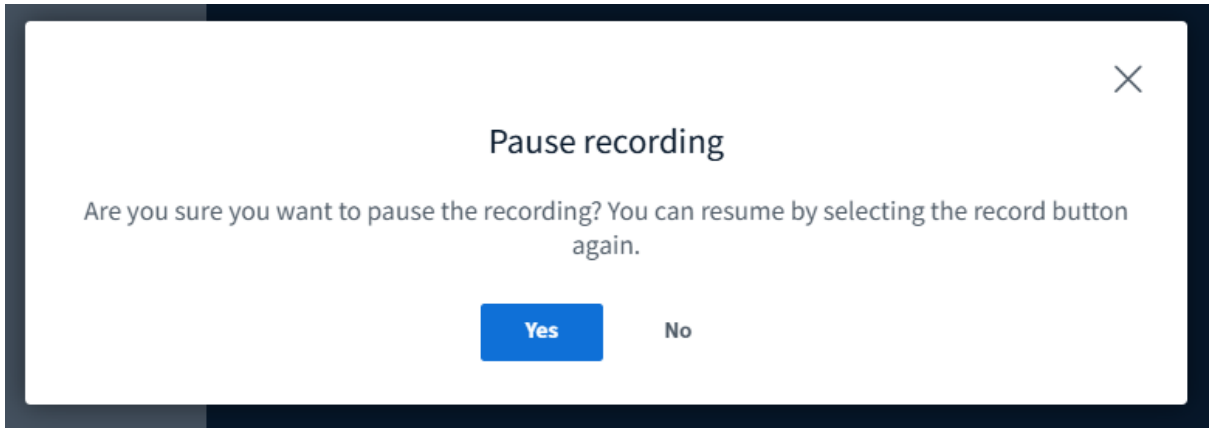 Pause recording
Are you sure you want to pause the recording? You can resume by selecting the record button
again.
Yes
No